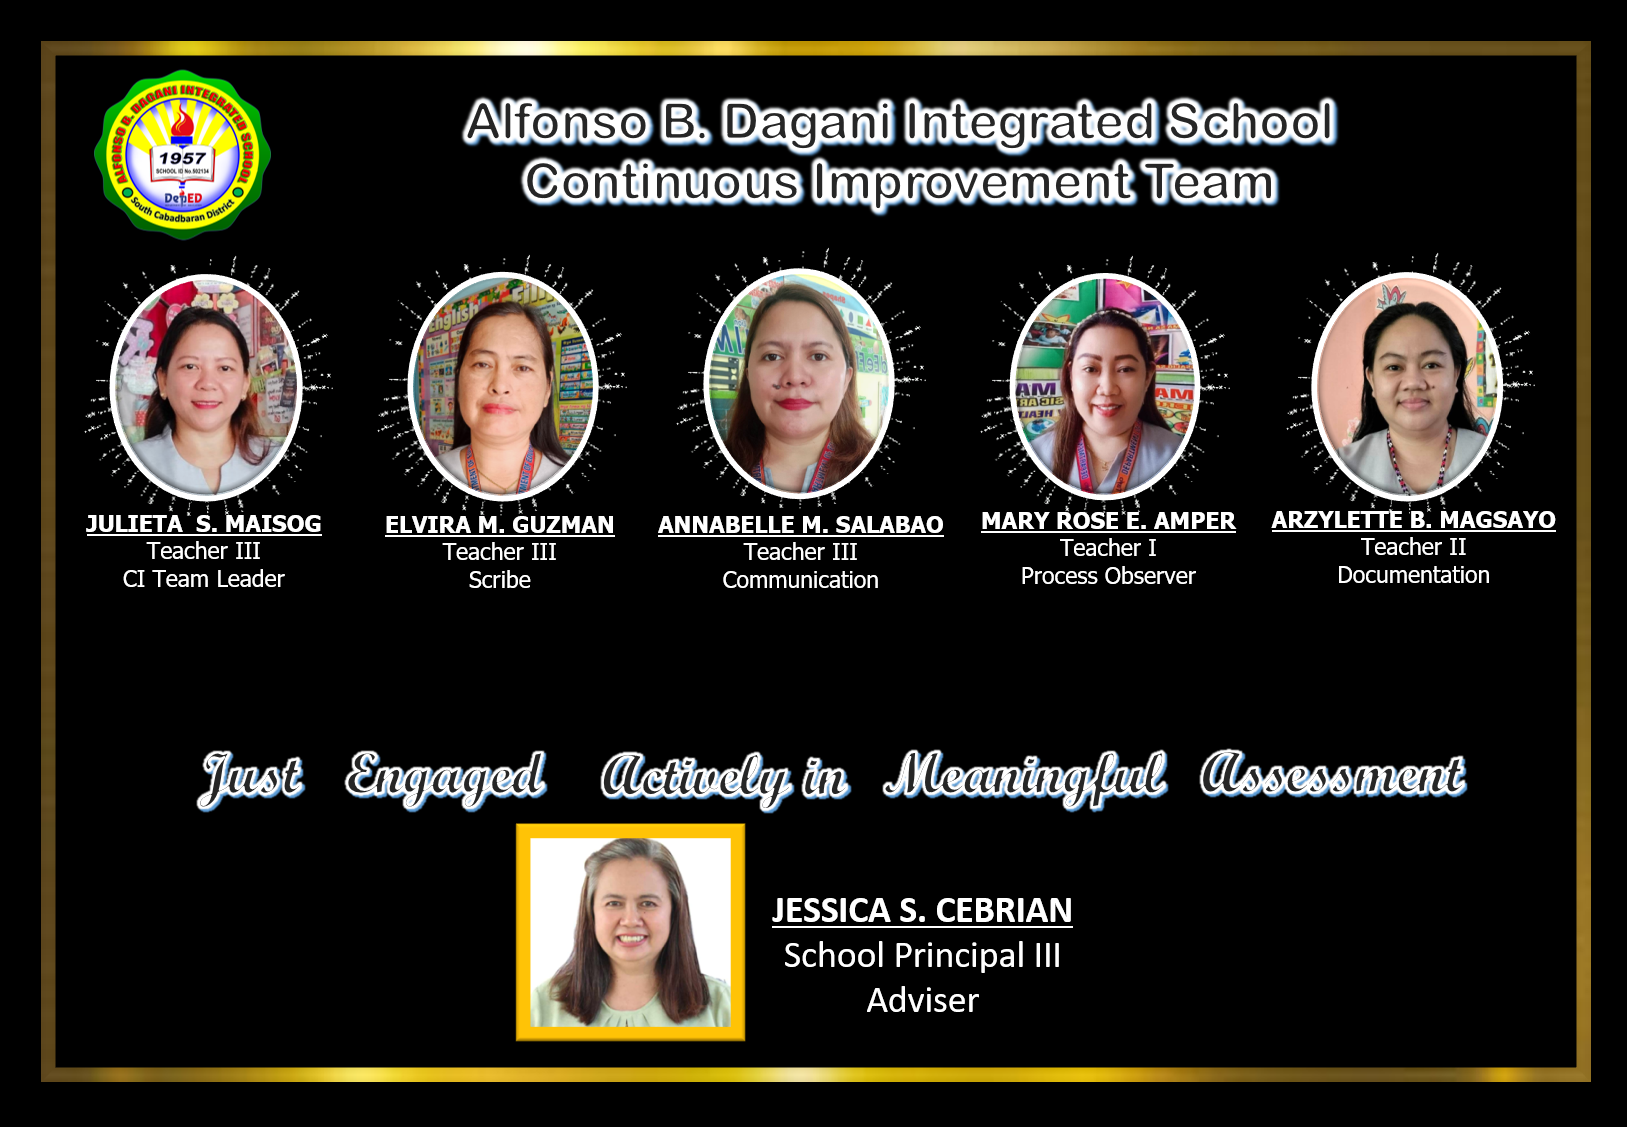 ALFONSO B. DAGANI INTEGRATED SCHOOL
1957
SCHOOL ID No.502134
DepED
South Cabadbaran District
Alfonso B. Dagani Integrated School
Continuous Improvement Team
English
JULIETA S. MAISOG
Teacher III
CI Team Leader
ELVIRA M. GUZMAN
Teacher III
Scribe
ANNABELLE M. SALABAO
Teacher III
Communication
MARY ROSE E. AMPER
Teacher I
Process Observer
ARZYLETTE B. MAGSAYO
Teacher II
Documentation
Just Engaged Actively in Meaningful Assessment
JESSICA S. CEBRIAN
School Principal III
Adviser